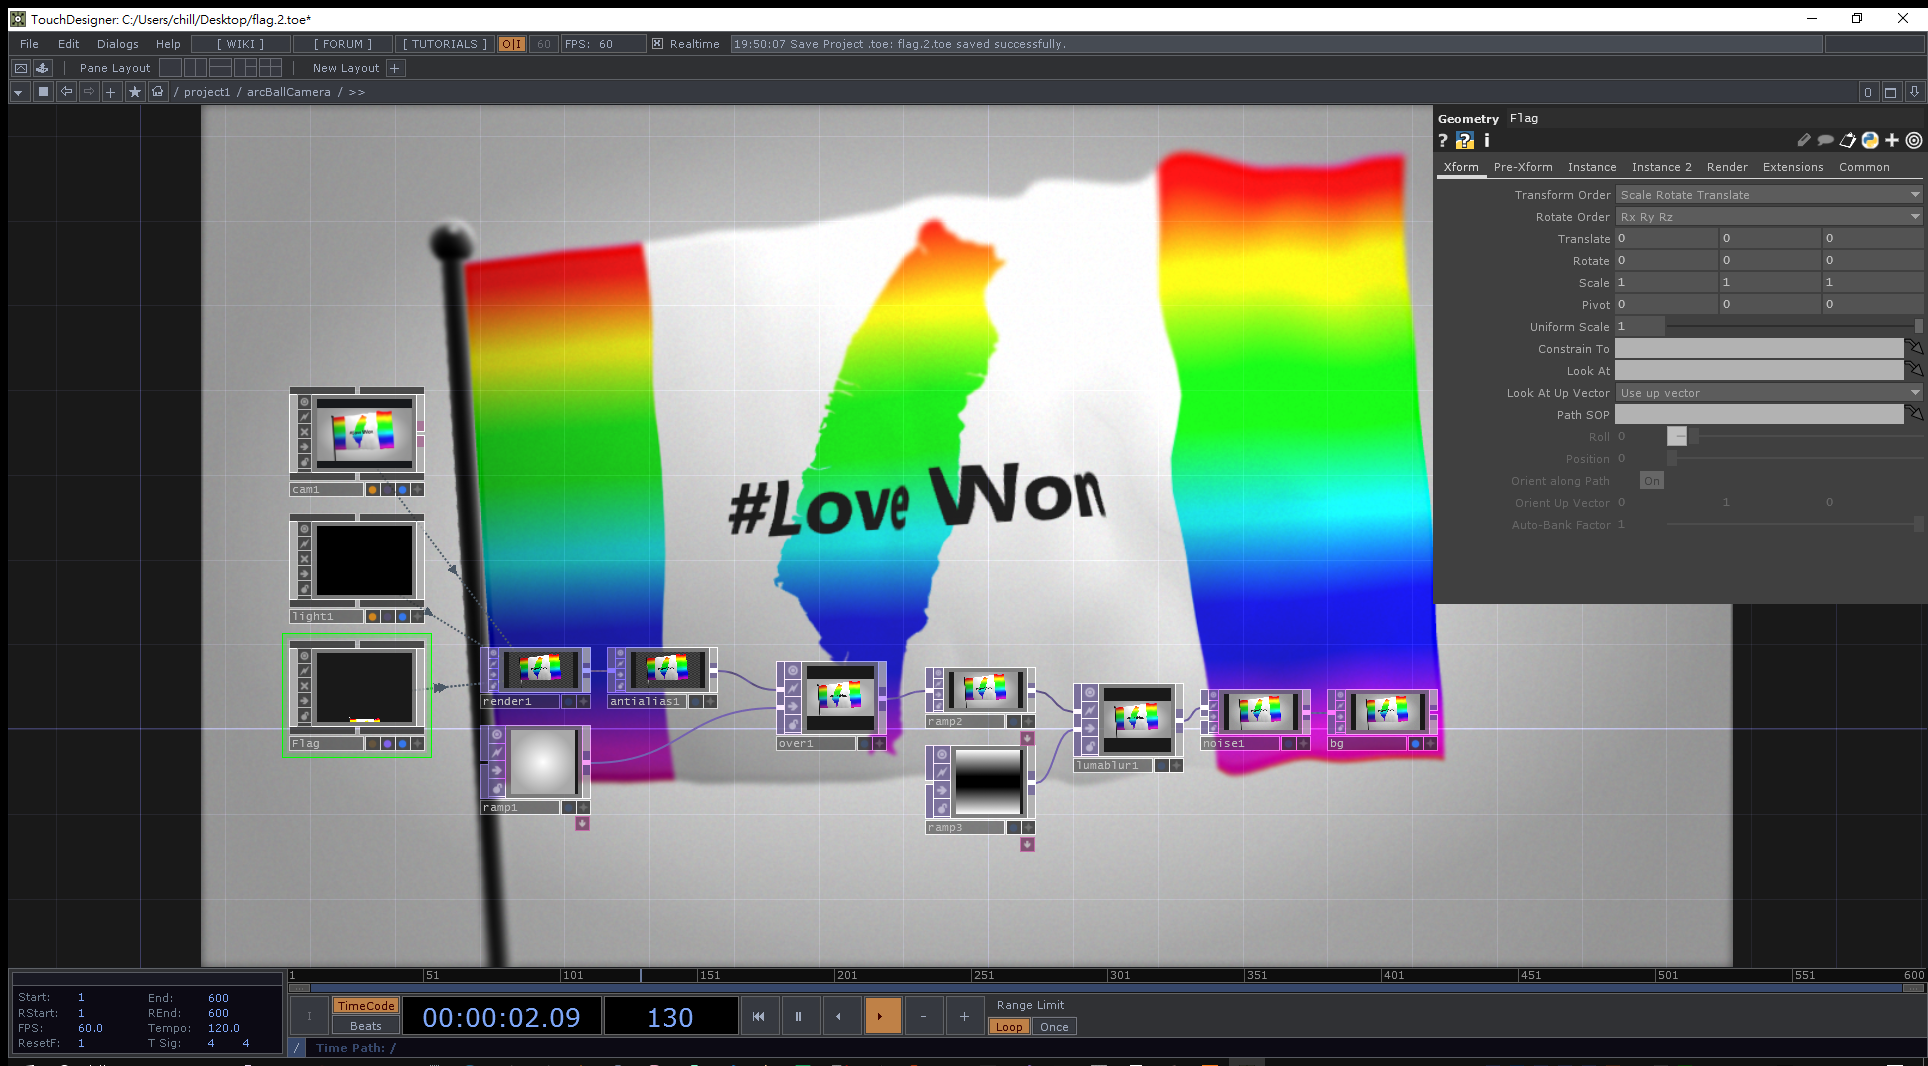 TouchDesigner: C:/Users/chill/Desktop/flag.2.toe*
File Edit Dialogs Help [ WIKI ] [ FORUM ] [ TUTORIALS ] O|I 60 FPS: 60 Realtime 19:50:07 Save Project .toe: flag.2.toe saved successfully.
Pane Layout New Layout +
/ project1 / arcBallCamera / >> 0
Geometry Flag
? ? i
Xform Pre-Xform Instance Instance 2 Render Extensions Common
Transform Order Scale Rotate Translate
Rotate Order Rx Ry Rz
Translate 0 0 0
Rotate 0 0 0
Scale 1 1 1
Pivot 0 0 0
Uniform Scale 1
Constrain To
Look At
Look At Up Vector Use up vector
Path SOP
Roll 0
Position 0
Orient along Path On
Orient Up Vector 0 1 0
Auto-Bank Factor 1
#Love Won
cam1
light1
Flag
render1
antialias1
ramp1
over1
ramp2
ramp3
lumablur1
noise1
bg
1 51 101 151 201 251 301 351 401 451 501 551 600
Start: 1 End: 600
RStart: 1 REnd: 600
FPS: 60.0 Tempo: 120.0
ResetF: 1 T Sig: 4 4
TimeCode
Beats
00:00:02.09
130
Range Limit
Loop Once
/ Time Path: /